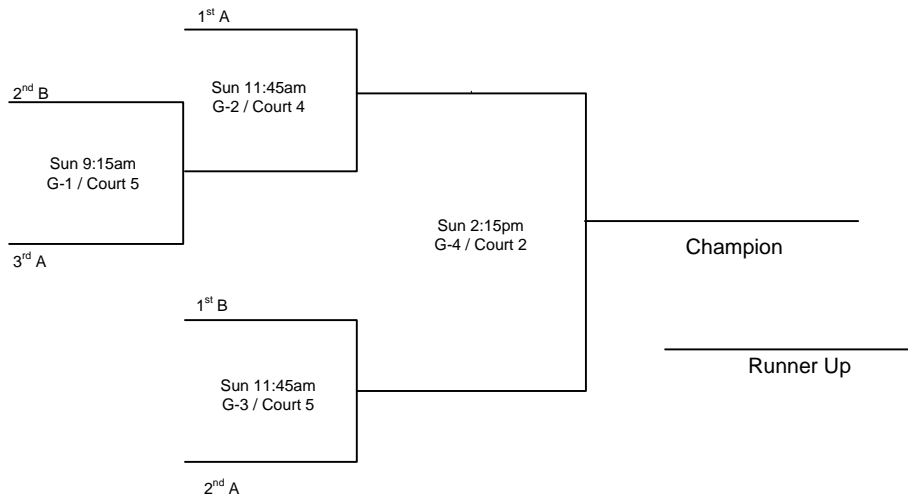 1st A
2nd B
Sun 11:45am
G-2 / Court 4
Sun 9:15am
G-1 / Court 5
Sun 2:15pm
G-4 / Court 2
Champion
3rd A
1st B
Runner Up
Sun 11:45am
G-3 / Court 5
2nd A